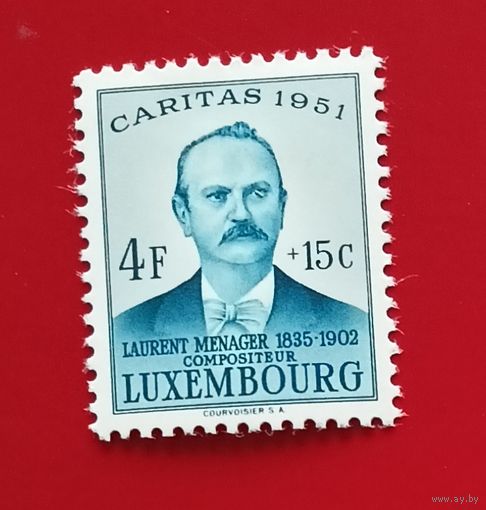 CARITAS 1951
4F +15C
LAURENT MENAGER 1835-1902
COMPOSITEUR
LUXEMBOURG
COURVOISIER S.A.
www.ay.by